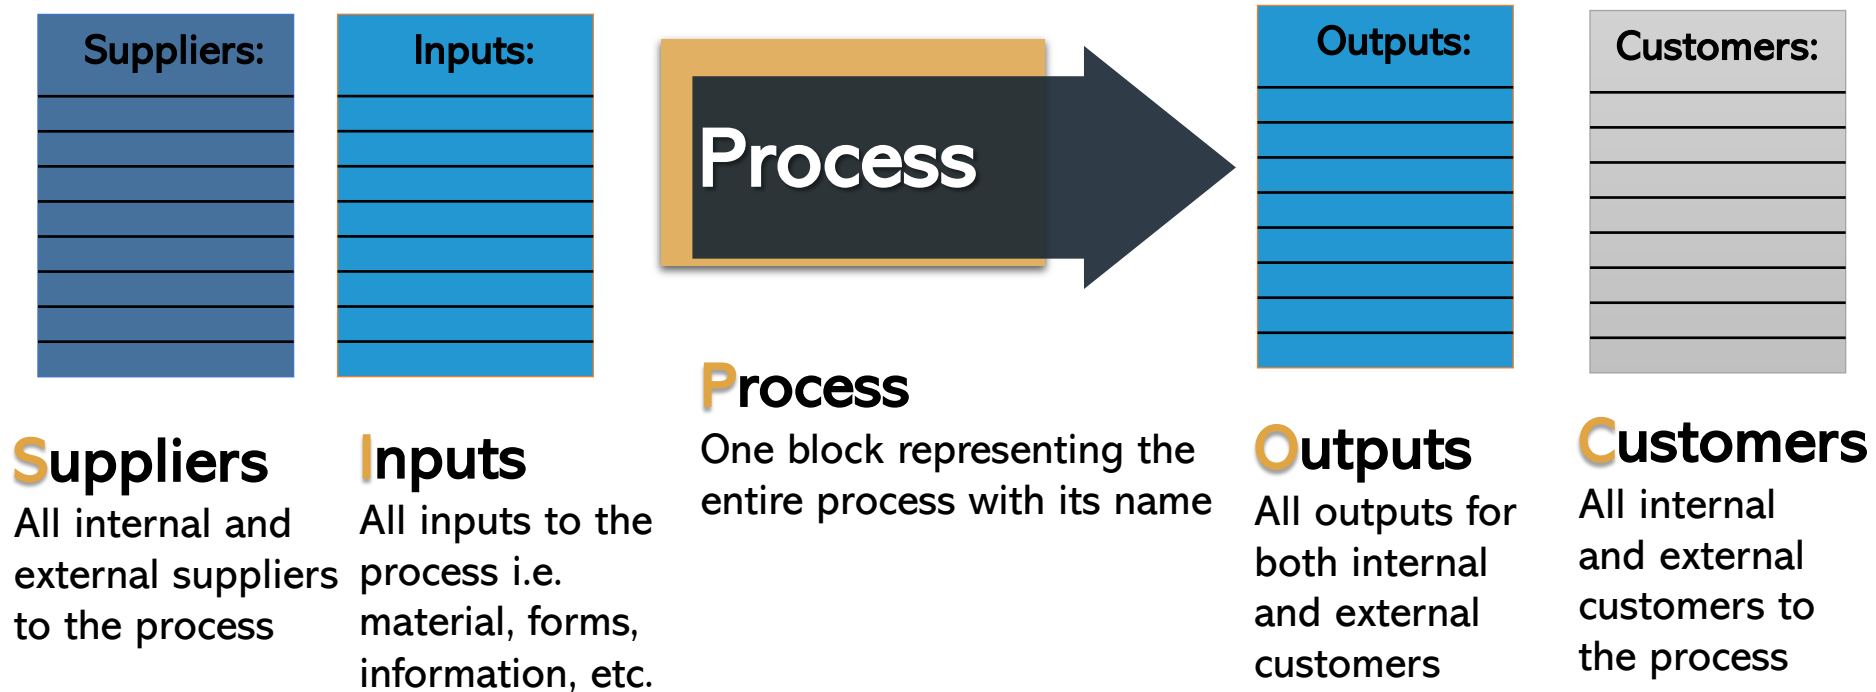 Suppliers:
Inputs:
Process
Outputs:
Customers:
Suppliers
All internal and
external suppliers
to the process
Inputs
All inputs to the
process i.e.
material, forms,
information, etc.
Process
One block representing the
entire process with its name
Outputs
All outputs for
both internal
and external
customers
Customers
All internal
and external
customers to
the process